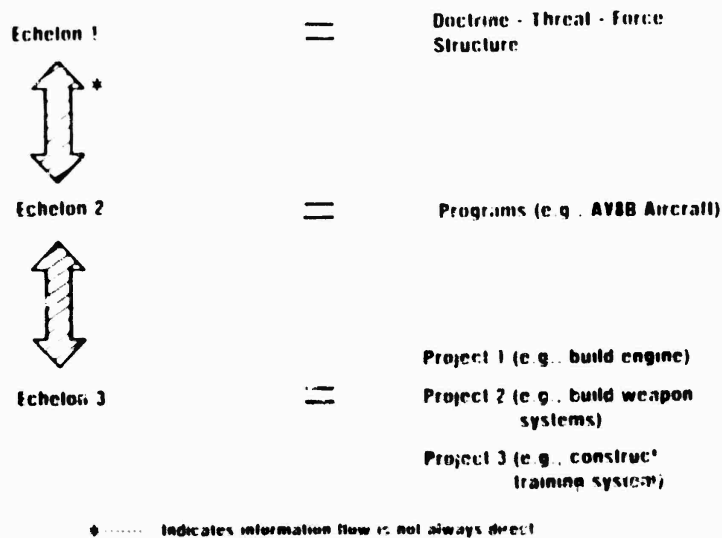 Echelon 1 = Doctrine - Threat - Force
Structure
*
Echelon 2 = Programs (e.g., AV8B Aircraft)
Project 1 (e.g., build engine)
Echelon 3 = Project 2 (e.g., build weapon
systems)
Project 3 (e.g., construct
training system)
* ...... Indicates information flow is not always direct